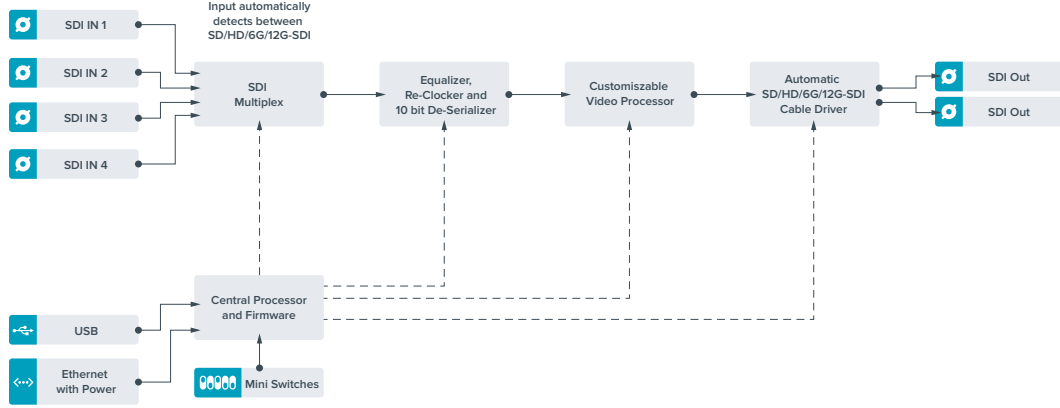 Input automatically
detects between
SD/HD/6G/12G-SDI
SDI IN 1
SDI IN 2
SDI IN 3
SDI IN 4
SDI
Multiplex
Equalizer,
Re-Clocker and
10 bit De-Serializer
Customiszable
Video Processor
Automatic
SD/HD/6G/12G-SDI
Cable Driver
SDI Out
SDI Out
Central Processor
and Firmware
USB
Ethernet
with Power
Mini Switches